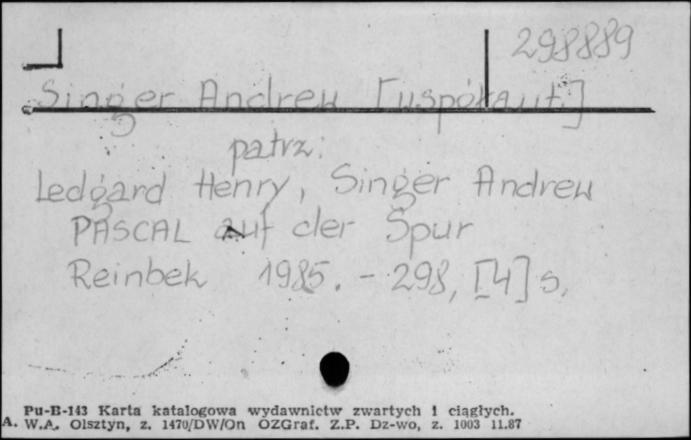 298889
Singer Andrew [współaut]
patrz:
Ledgard Henry, Singer Andrew
PASCAL auf der Spur
Reinbek 1985. - 298, [4] s,
Pu-B-143 Karta katalogowa wydawnictw zwartych i ciągłych.
A. W.A. Olsztyn, z. 1470/DW/On OZGraf. Z.P. Dz-wo, z. 1003 11.87